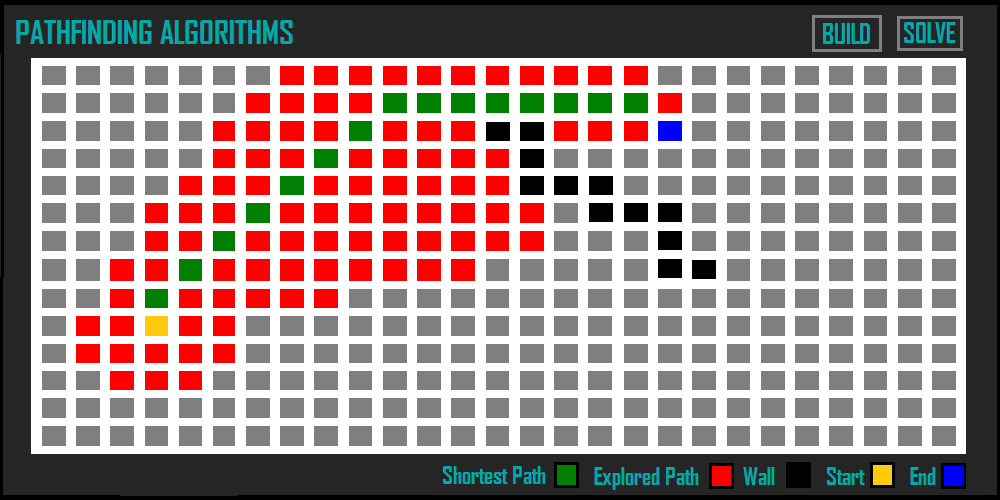 PATHFINDING ALGORITHMS
BUILD
SOLVE
Shortest Path
Explored Path
Wall
Start
End